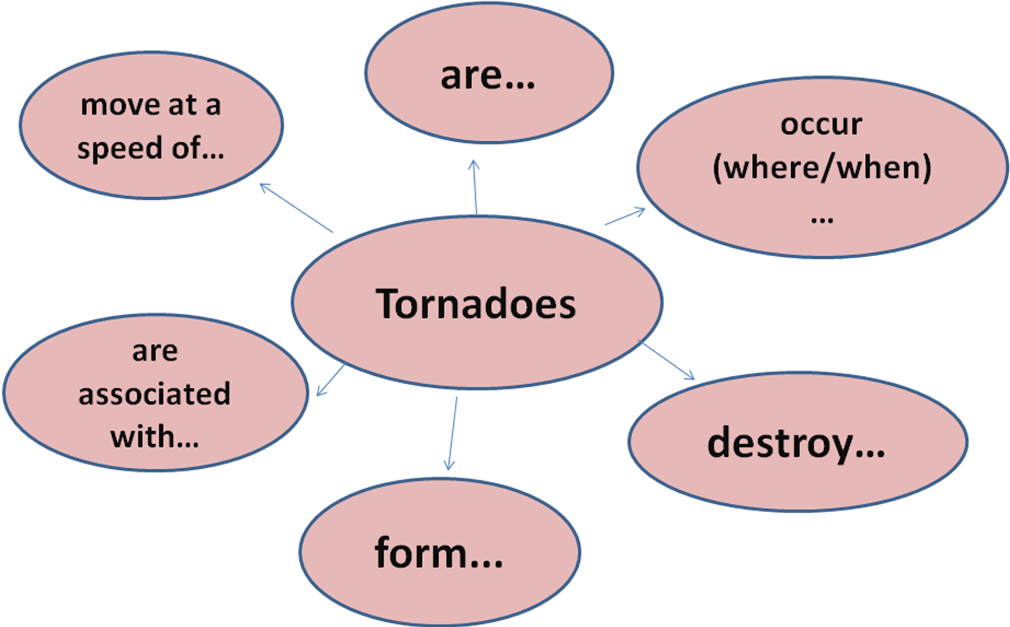 are…
move at a
speed of…
occur
(where/when)
…
Tornadoes
are
associated
with…
destroy…
form...